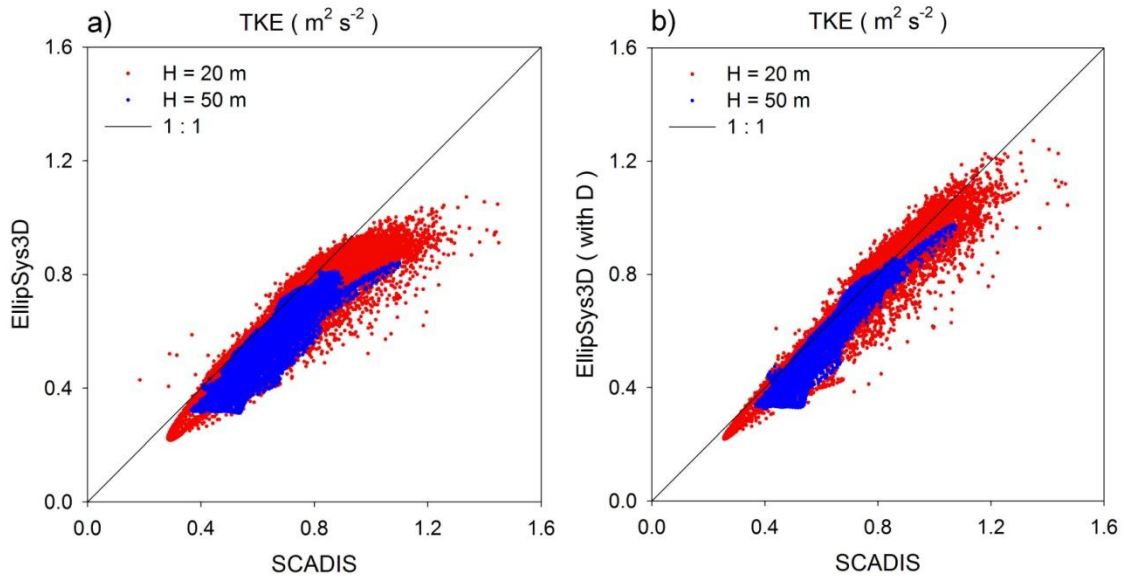 a)
TKE ( m² s⁻² )
1.6
1.2
0.8
0.4
0.0
EllipSys3D
H = 20 m
H = 50 m
1 : 1
0.0 0.4 0.8 1.2 1.6
SCADIS
b)
TKE ( m² s⁻² )
1.6
1.2
0.8
0.4
0.0
EllipSys3D ( with D )
H = 20 m
H = 50 m
1 : 1
0.0 0.4 0.8 1.2 1.6
SCADIS